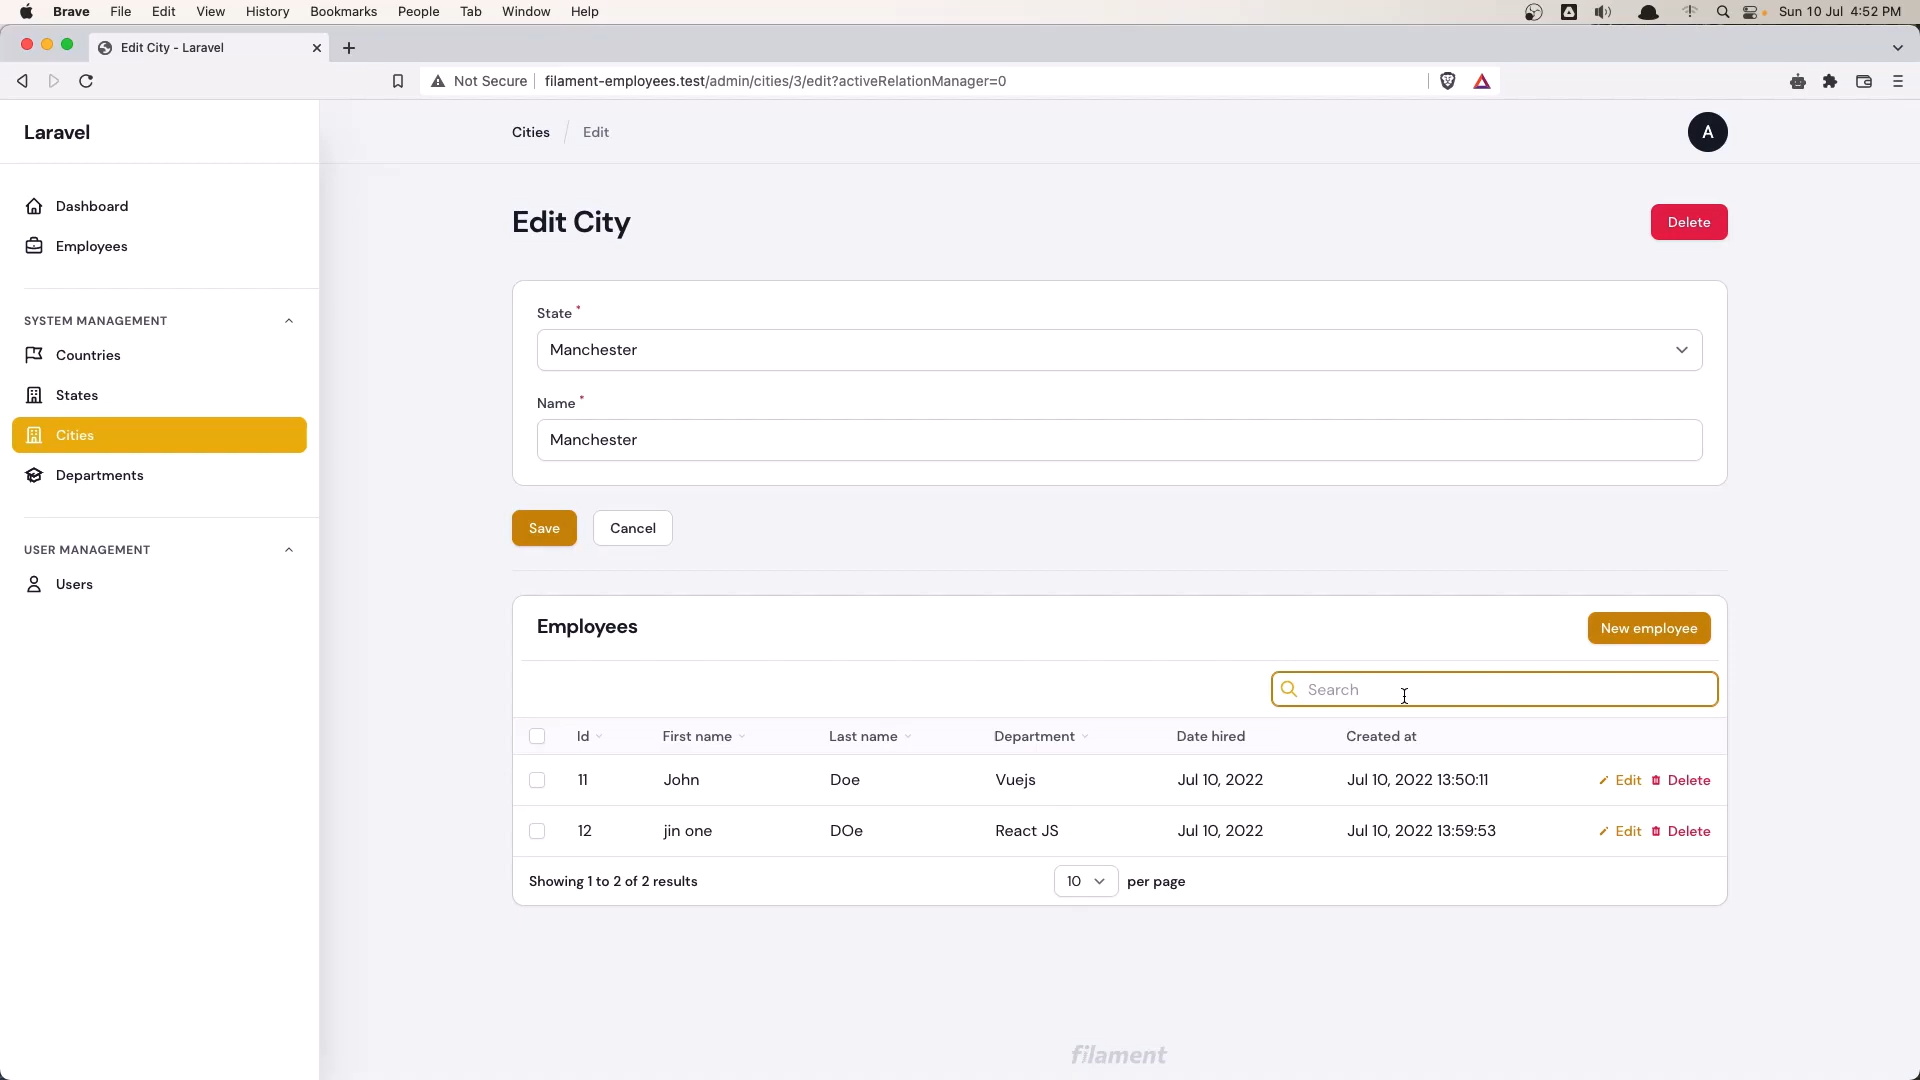 Brave File Edit View History Bookmarks People Tab Window Help Sun 10 Jul 4:52 PM
Edit City - Laravel
Not Secure filament-employees.test/admin/cities/3/edit?activeRelationManager=0
Laravel
Cities Edit
A
Dashboard
Employees
SYSTEM MANAGEMENT
Countries
States
Cities
Departments
USER MANAGEMENT
Users
Edit City
Delete
State *
Manchester
Name *
Manchester
Save Cancel
Employees
New employee
Search
Id First name Last name Department Date hired Created at
11 John Doe Vuejs Jul 10, 2022 Jul 10, 2022 13:50:11 Edit Delete
12 jin one DOe React JS Jul 10, 2022 Jul 10, 2022 13:59:53 Edit Delete
Showing 1 to 2 of 2 results 10 per page
filament